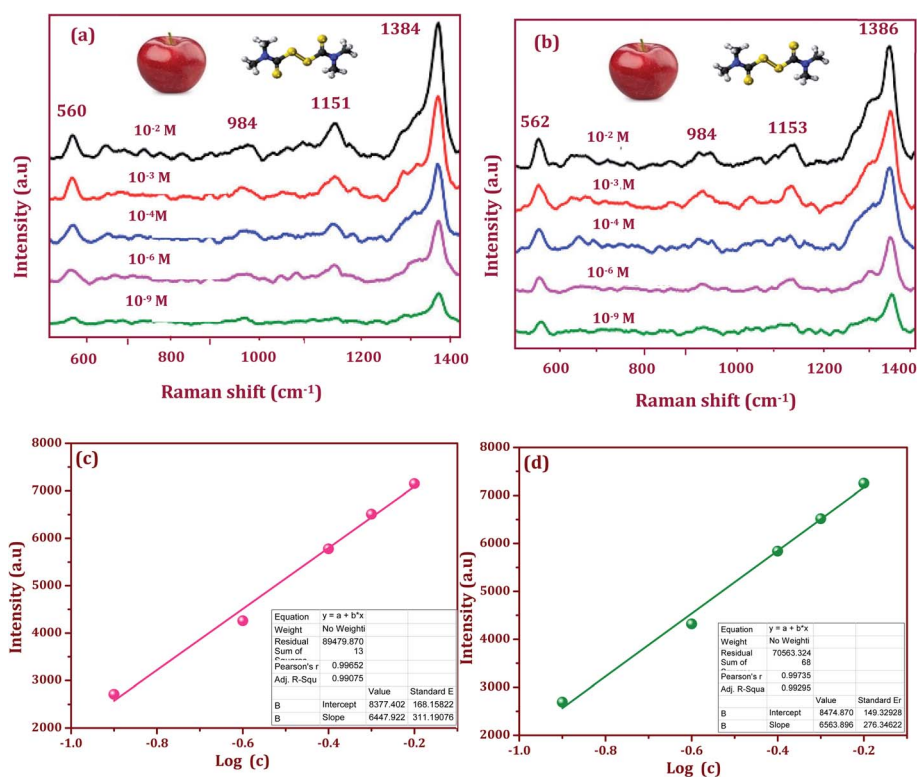 (a)
1384
560
984
1151
10-2 M
10-3 M
10-4M
10-6 M
10-9 M
Intensity (a.u)
600 800 1000 1200 1400
Raman shift (cm-1)
(b)
1386
562
984
1153
10-2 M
10-3 M
10-4 M
10-6 M
10-9 M
Intensity (a.u)
600 800 1000 1200 1400
Raman shift (cm-1)
(c)
8000
7000
6000
5000
4000
3000
2000
Intensity (a.u)
-1.0 -0.8 -0.6 -0.4 -0.2
Log (c)
Equation y = a + b*x
Weight No Weighti
Residual 89479.870
Sum of 13
Pearson's r 0.99652
Adj. R-Squa 0.99075
Value Standard E
B Intercept 8377.402 168.15822
B Slope 6447.922 311.19076
(d)
8000
7000
6000
5000
4000
3000
2000
Intensity (a.u)
-1.0 -0.8 -0.6 -0.4 -0.2
-0.1
Log (c)
Equation y = a + b*x
Weight No Weighti
Residual 70563.324
Sum of 68
Pearson's r 0.99735
Adj. R-Squa 0.99295
Value Standard Er
B Intercept 8474.870 149.32928
B Slope 6563.896 276.34622